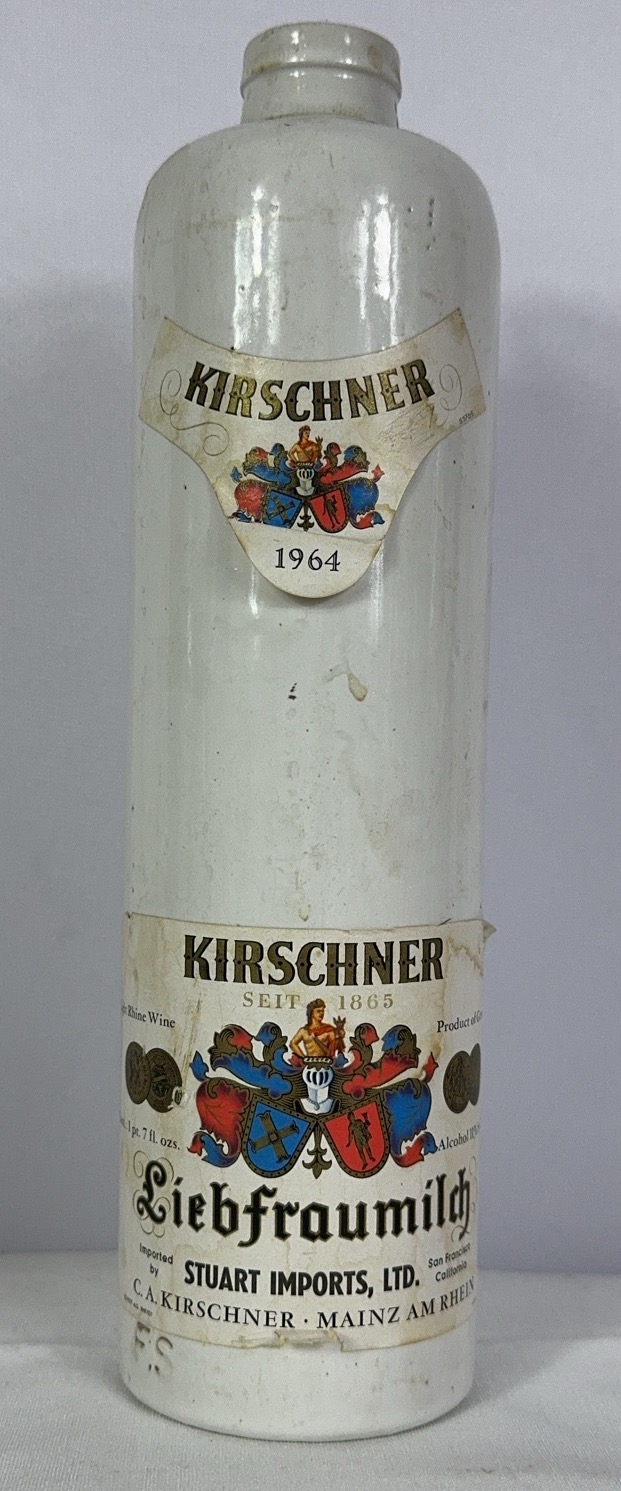 KIRSCHNER
1964
KIRSCHNER
SEIT 1865
Rhine Wine
Product of
1 pt. 7 fl. ozs.
Alcohol
Liebfraumilch
Imported
by
STUART IMPORTS, LTD.
San Francisco
California
C. A. KIRSCHNER · MAINZ AM RHEIN